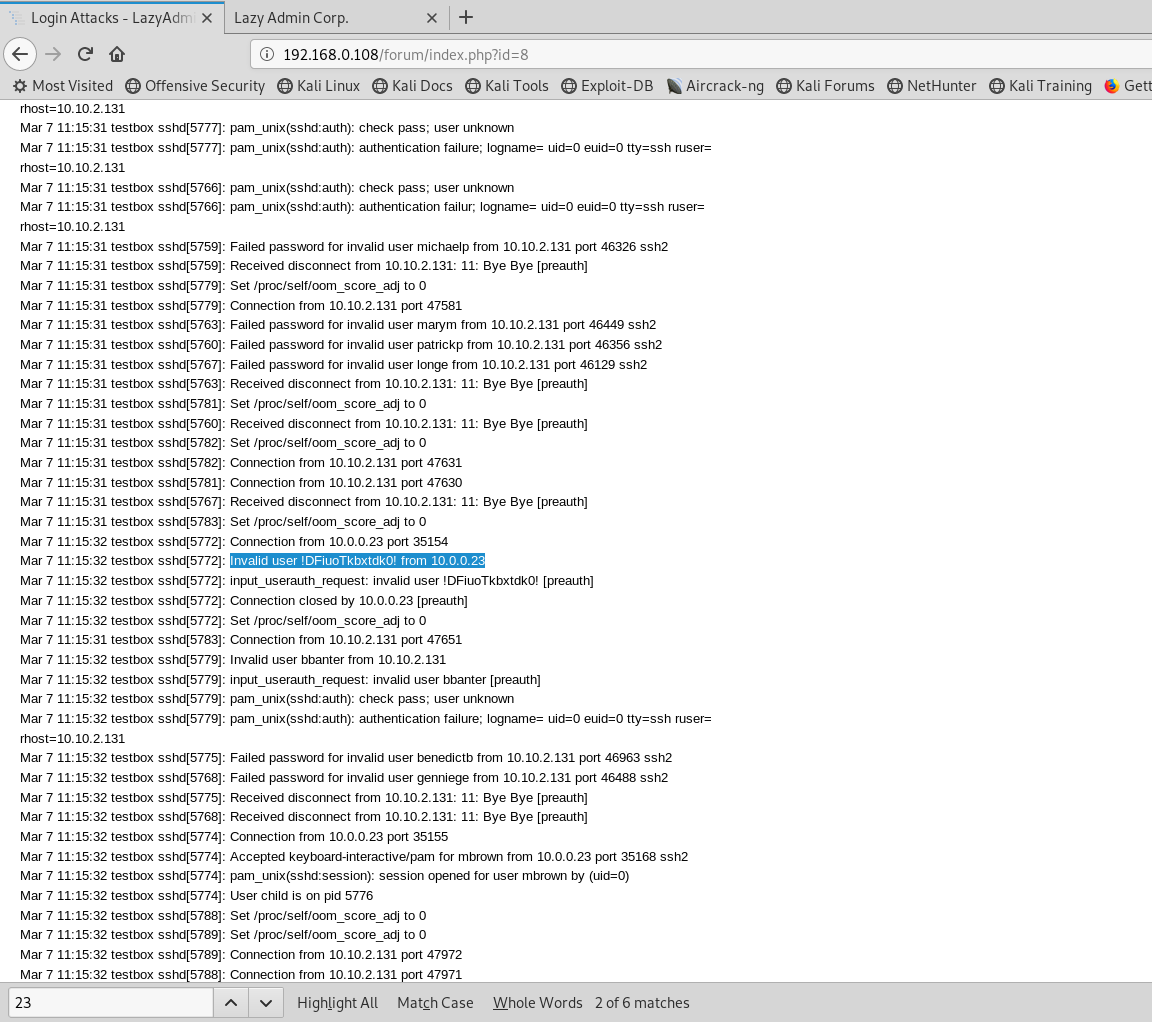 Login Attacks - LazyAdm
Lazy Admin Corp.
192.168.0.108/forum/index.php?id=8
Most Visited Offensive Security Kali Linux Kali Docs Kali Tools Exploit-DB Aircrack-ng Kali Forums NetHunter Kali Training Gett
rhost=10.10.2.131
Mar 7 11:15:31 testbox sshd[5777]: pam_unix(sshd:auth): check pass; user unknown
Mar 7 11:15:31 testbox sshd[5777]: pam_unix(sshd:auth): authentication failure; logname= uid=0 euid=0 tty=ssh ruser=
rhost=10.10.2.131
Mar 7 11:15:31 testbox sshd[5766]: pam_unix(sshd:auth): check pass; user unknown
Mar 7 11:15:31 testbox sshd[5766]: pam_unix(sshd:auth): authentication failur; logname= uid=0 euid=0 tty=ssh ruser=
rhost=10.10.2.131
Mar 7 11:15:31 testbox sshd[5759]: Failed password for invalid user michaelp from 10.10.2.131 port 46326 ssh2
Mar 7 11:15:31 testbox sshd[5759]: Received disconnect from 10.10.2.131: 11: Bye Bye [preauth]
Mar 7 11:15:31 testbox sshd[5779]: Set /proc/self/oom_score_adj to 0
Mar 7 11:15:31 testbox sshd[5779]: Connection from 10.10.2.131 port 47581
Mar 7 11:15:31 testbox sshd[5763]: Failed password for invalid user marym from 10.10.2.131 port 46449 ssh2
Mar 7 11:15:31 testbox sshd[5760]: Failed password for invalid user patrickp from 10.10.2.131 port 46356 ssh2
Mar 7 11:15:31 testbox sshd[5767]: Failed password for invalid user longe from 10.10.2.131 port 46129 ssh2
Mar 7 11:15:31 testbox sshd[5763]: Received disconnect from 10.10.2.131: 11: Bye Bye [preauth]
Mar 7 11:15:31 testbox sshd[5781]: Set /proc/self/oom_score_adj to 0
Mar 7 11:15:31 testbox sshd[5760]: Received disconnect from 10.10.2.131: 11: Bye Bye [preauth]
Mar 7 11:15:31 testbox sshd[5782]: Set /proc/self/oom_score_adj to 0
Mar 7 11:15:31 testbox sshd[5782]: Connection from 10.10.2.131 port 47631
Mar 7 11:15:31 testbox sshd[5781]: Connection from 10.10.2.131 port 47630
Mar 7 11:15:31 testbox sshd[5767]: Received disconnect from 10.10.2.131: 11: Bye Bye [preauth]
Mar 7 11:15:31 testbox sshd[5783]: Set /proc/self/oom_score_adj to 0
Mar 7 11:15:32 testbox sshd[5772]: Connection from 10.0.0.23 port 35154
Mar 7 11:15:32 testbox sshd[5772]: Invalid user !DFiuoTkbxtdk0! from 10.0.0.23
Mar 7 11:15:32 testbox sshd[5772]: input_userauth_request: invalid user !DFiuoTkbxtdk0! [preauth]
Mar 7 11:15:32 testbox sshd[5772]: Connection closed by 10.0.0.23 [preauth]
Mar 7 11:15:32 testbox sshd[5772]: Set /proc/self/oom_score_adj to 0
Mar 7 11:15:31 testbox sshd[5783]: Connection from 10.10.2.131 port 47651
Mar 7 11:15:32 testbox sshd[5779]: Invalid user bbanter from 10.10.2.131
Mar 7 11:15:32 testbox sshd[5779]: input_userauth_request: invalid user bbanter [preauth]
Mar 7 11:15:32 testbox sshd[5779]: pam_unix(sshd:auth): check pass; user unknown
Mar 7 11:15:32 testbox sshd[5779]: pam_unix(sshd:auth): authentication failure; logname= uid=0 euid=0 tty=ssh ruser=
rhost=10.10.2.131
Mar 7 11:15:32 testbox sshd[5775]: Failed password for invalid user benedictb from 10.10.2.131 port 46963 ssh2
Mar 7 11:15:32 testbox sshd[5768]: Failed password for invalid user genniege from 10.10.2.131 port 46488 ssh2
Mar 7 11:15:32 testbox sshd[5775]: Received disconnect from 10.10.2.131: 11: Bye Bye [preauth]
Mar 7 11:15:32 testbox sshd[5768]: Received disconnect from 10.10.2.131: 11: Bye Bye [preauth]
Mar 7 11:15:32 testbox sshd[5774]: Connection from 10.0.0.23 port 35155
Mar 7 11:15:32 testbox sshd[5774]: Accepted keyboard-interactive/pam for mbrown from 10.0.0.23 port 35168 ssh2
Mar 7 11:15:32 testbox sshd[5774]: pam_unix(sshd:session): session opened for user mbrown by (uid=0)
Mar 7 11:15:32 testbox sshd[5774]: User child is on pid 5776
Mar 7 11:15:32 testbox sshd[5788]: Set /proc/self/oom_score_adj to 0
Mar 7 11:15:32 testbox sshd[5789]: Set /proc/self/oom_score_adj to 0
Mar 7 11:15:32 testbox sshd[5789]: Connection from 10.10.2.131 port 47972
Mar 7 11:15:32 testbox sshd[5788]: Connection from 10.10.2.131 port 47971
23 Highlight All Match Case Whole Words 2 of 6 matches